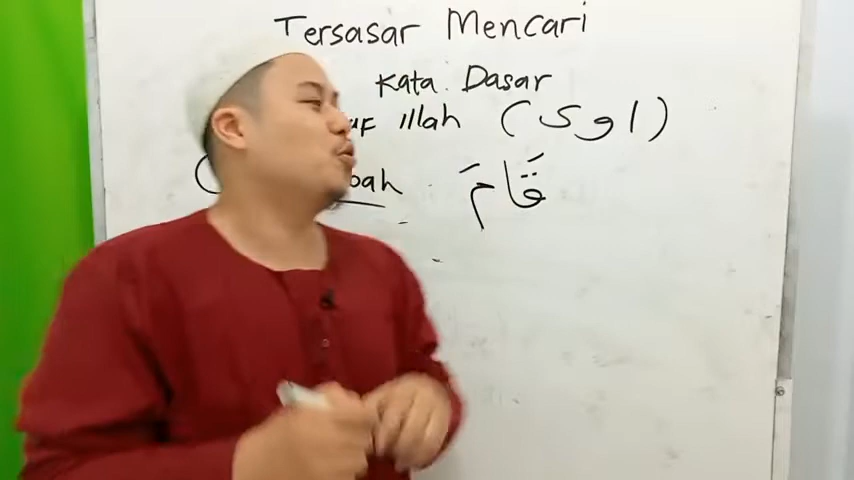 Tersasar Mencari
Kata Dasar
Illah (ا و ي)
قَامَ